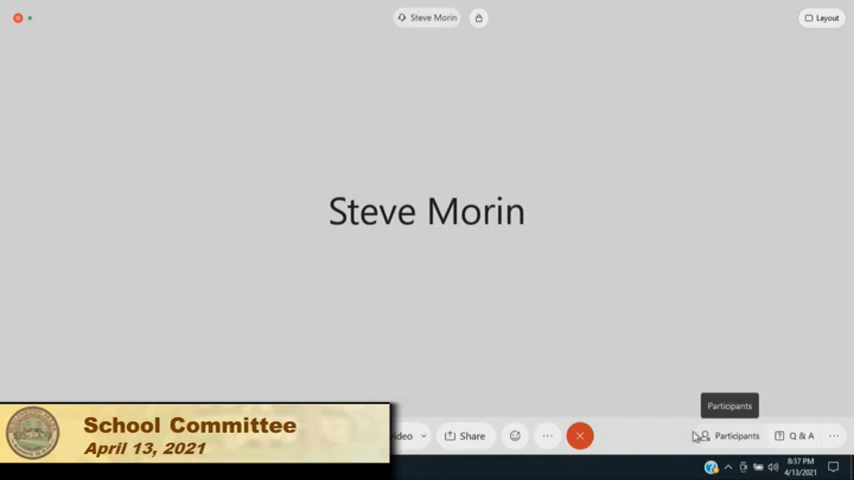 Steve Morin
Layout
Steve Morin
Participants
School Committee
April 13, 2021
ideo
Share
Participants
Q & A
8:37 PM
4/13/2021